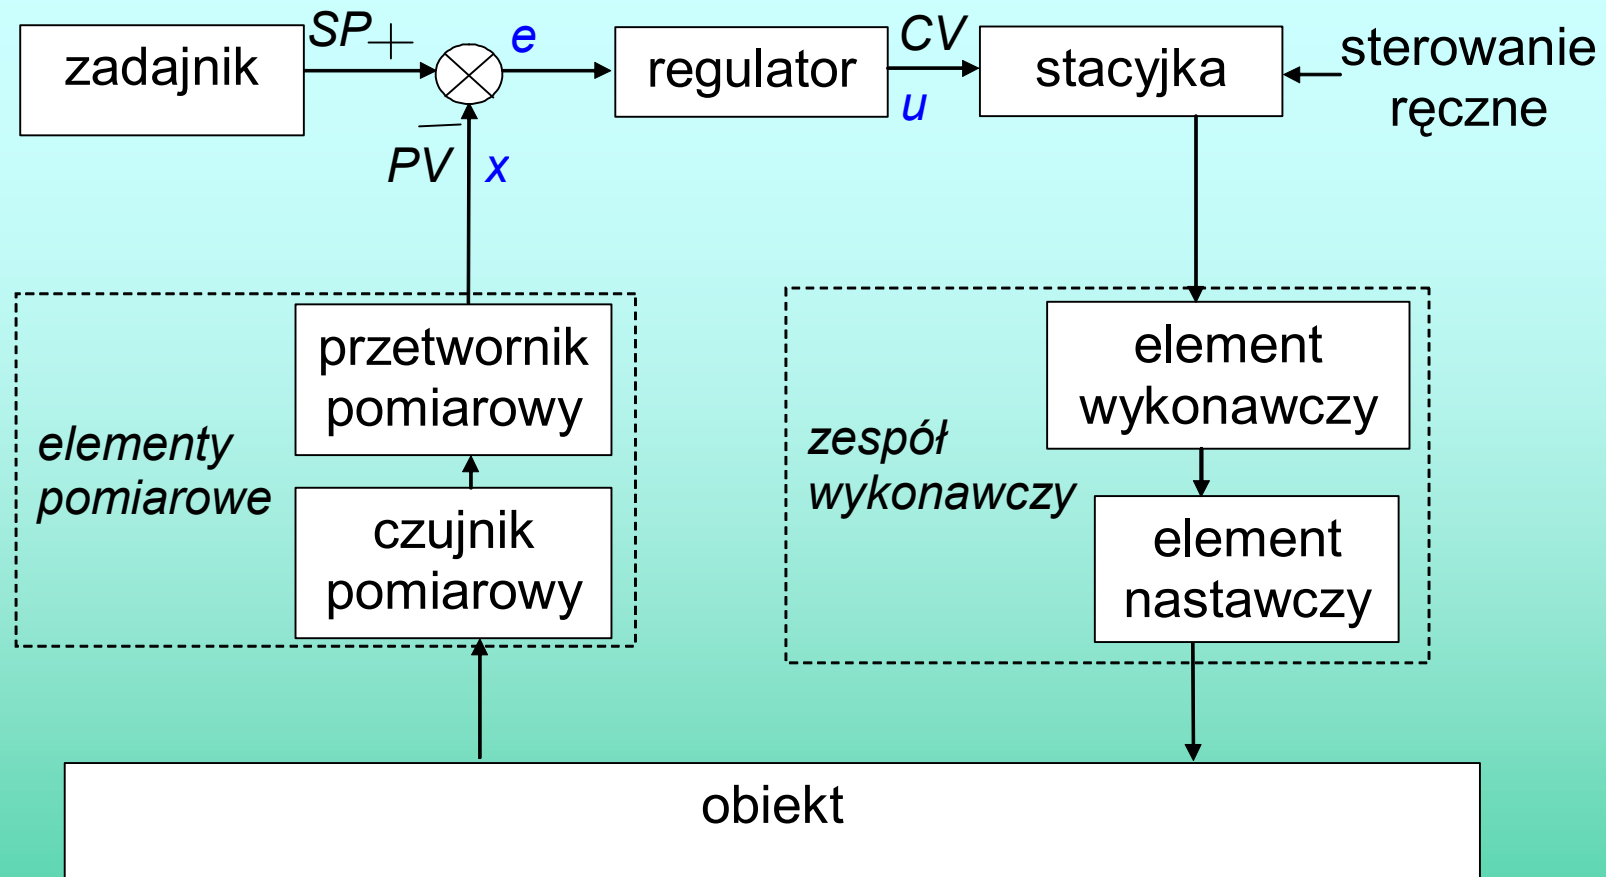 zadajnik
SP
+
e
regulator
CV
u
stacyjka
sterowanie
ręczne
–
PV
x
przetwornik
pomiarowy
elementy
pomiarowe
czujnik
pomiarowy
element
wykonawczy
zespół
wykonawczy
element
nastawczy
obiekt